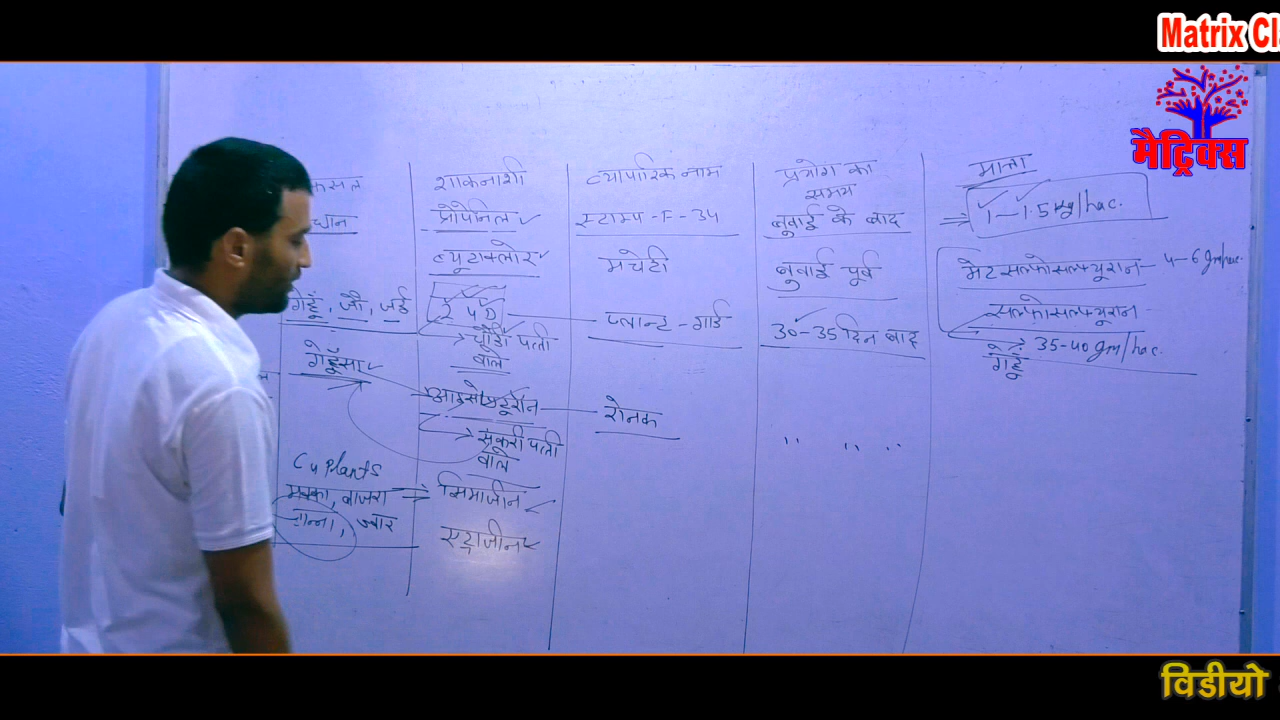 Matrix Cl
मैट्रिक्स
फसल
शाकनाशी
व्यापारिक नाम
प्रयोग का
समय
मात्रा
धान
प्रोपेनिल
स्टाम्प-F-34
बुवाई के बाद
1-1.5 kg/hac.
ब्यूटाक्लोर
मचेटी
बुवाई पूर्व
मेटसल्फोसल्फ्यूरान - 4-6 gm/hac.
गेहूं, जौ, जई
2 4 D
प्लान्ट-गार्ड
30-35 दिन बाद
सल्फोसल्फ्यूरान
चौड़ी पत्ती
वाले
35-40 gm/hac.
गेहूँ
गेहूँसा
रोनक
,, ,, ,,
सकरी पत्ती
वाले
C4 Plants
मक्का, बाजरा
सिमाजीन
गन्ना, ज्वार
एट्राजीन
विडीयो